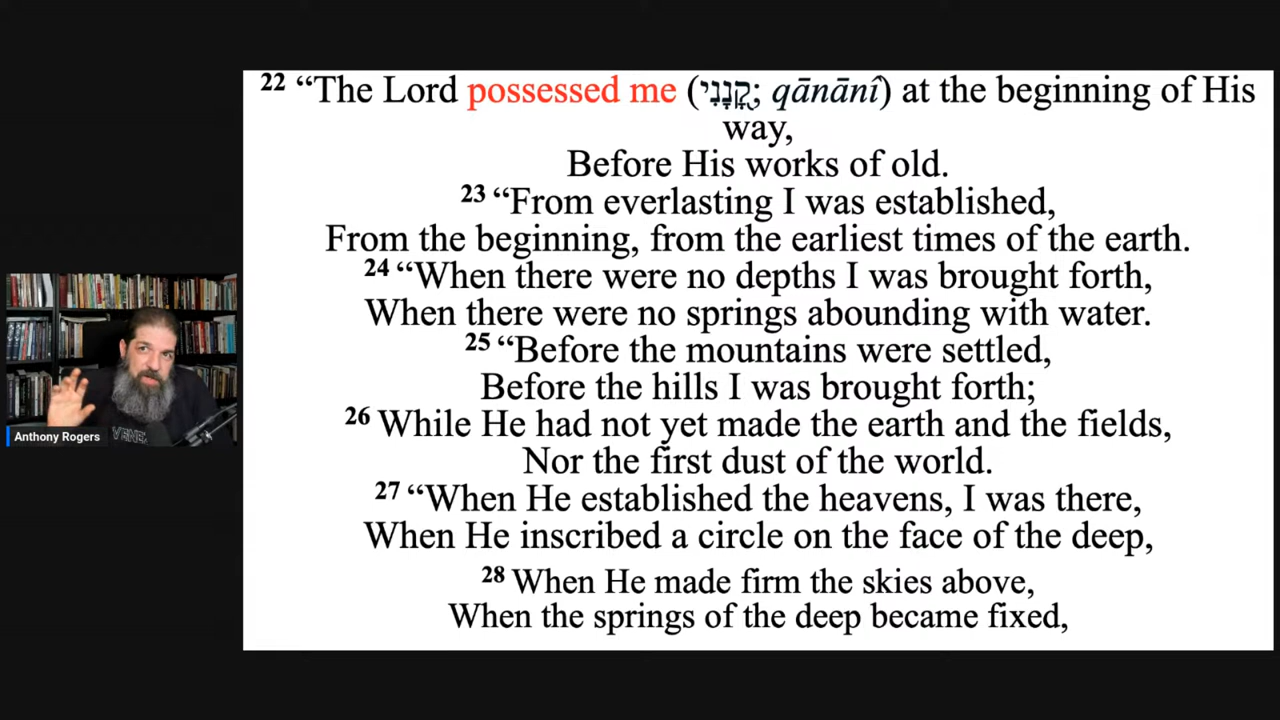 22 “The Lord possessed me (קָנָנִי; qānānî) at the beginning of His
way,
Before His works of old.
23 “From everlasting I was established,
From the beginning, from the earliest times of the earth.
24 “When there were no depths I was brought forth,
When there were no springs abounding with water.
25 “Before the mountains were settled,
Before the hills I was brought forth;
26 While He had not yet made the earth and the fields,
Nor the first dust of the world.
27 “When He established the heavens, I was there,
When He inscribed a circle on the face of the deep,
28 When He made firm the skies above,
When the springs of the deep became fixed,
Anthony Rogers